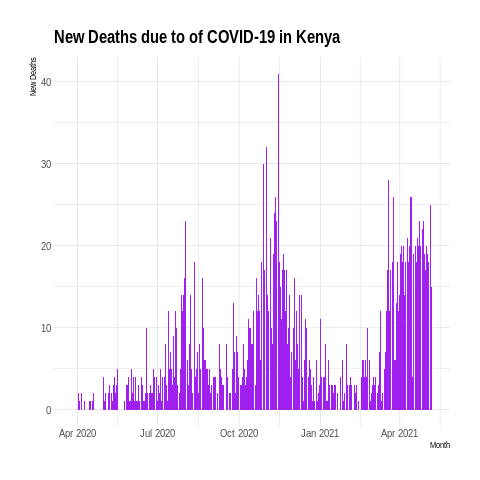 New Deaths due to of COVID-19 in Kenya
New Deaths
40
30
20
10
0
Apr 2020 Jul 2020 Oct 2020 Jan 2021 Apr 2021
Month